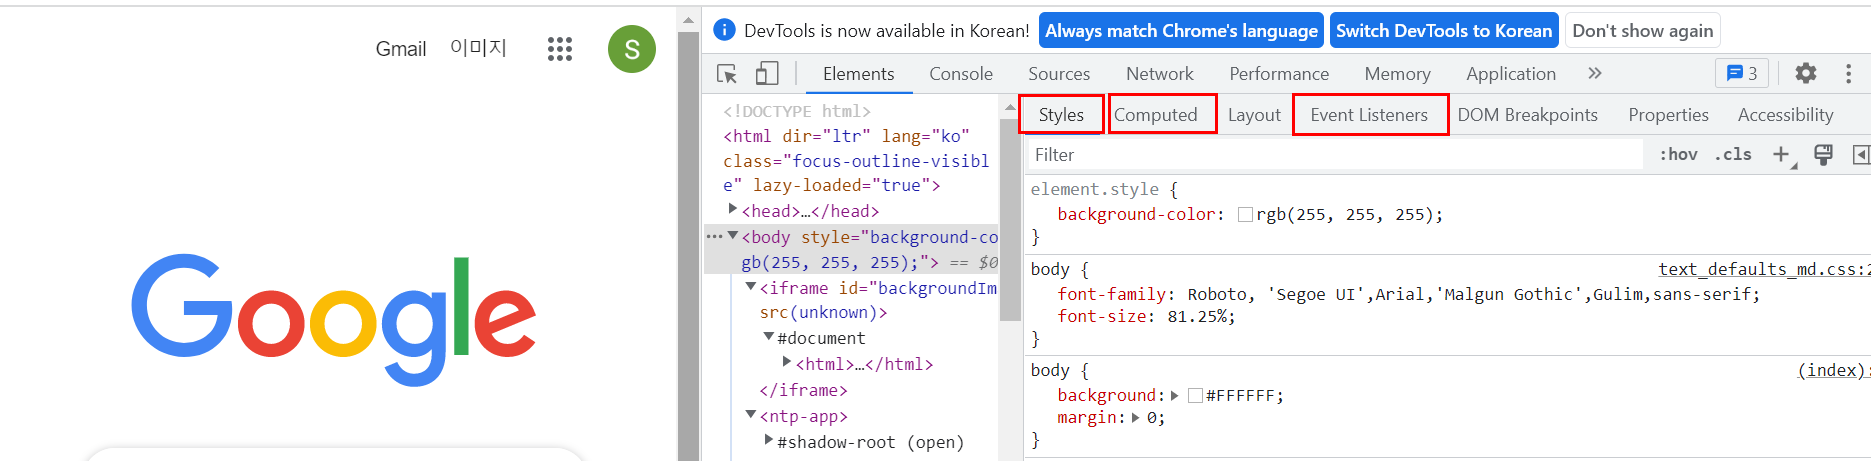 Gmail 이미지 S
Google
DevTools is now available in Korean! Always match Chrome's language Switch DevTools to Korean Don't show again
Elements Console Sources Network Performance Memory Application » 3
<!DOCTYPE html>
<html dir="ltr" lang="ko"
class="focus-outline-visibl
e" lazy-loaded="true">
<head>…</head>
<body style="background-co
gb(255, 255, 255);"> == $0
<iframe id="backgroundIm
src(unknown)>
#document
<html>…</html>
</iframe>
<ntp-app>
#shadow-root (open)
Styles Computed Layout Event Listeners DOM Breakpoints Properties Accessibility
Filter :hov .cls +
element.style {
background-color: rgb(255, 255, 255);
}
body { text_defaults_md.css:2
font-family: Roboto, 'Segoe UI',Arial,'Malgun Gothic',Gulim,sans-serif;
font-size: 81.25%;
}
body { (index):
background: #FFFFFF;
margin: 0;
}